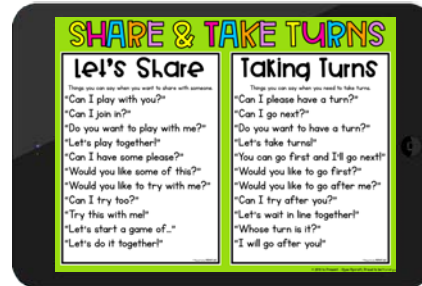 SHARE & TAKE TURNS
Let's Share
Things you can say when you want to share with someone.
"Can I play with you?"
"Can I join in?"
"Do you want to play with me?"
"Let's play together!"
"Can I have some please?"
"Would you like some of this?"
"Would you like to try with me?"
"Can I try too?"
"Try this with me!"
"Let's start a game of..."
"Let's do it together!"
Taking Turns
Things you can say when you need to take turns.
"Can I please have a turn?"
"Can I go next?"
"Do you want to have a turn?"
"Let's take turns!"
"You can go first and I'll go next!"
"Would you like to go first?"
"Would you like to go after me?"
"Can I try after you?"
"Let's wait in line together!"
"Whose turn is it?"
"I will go after you!"